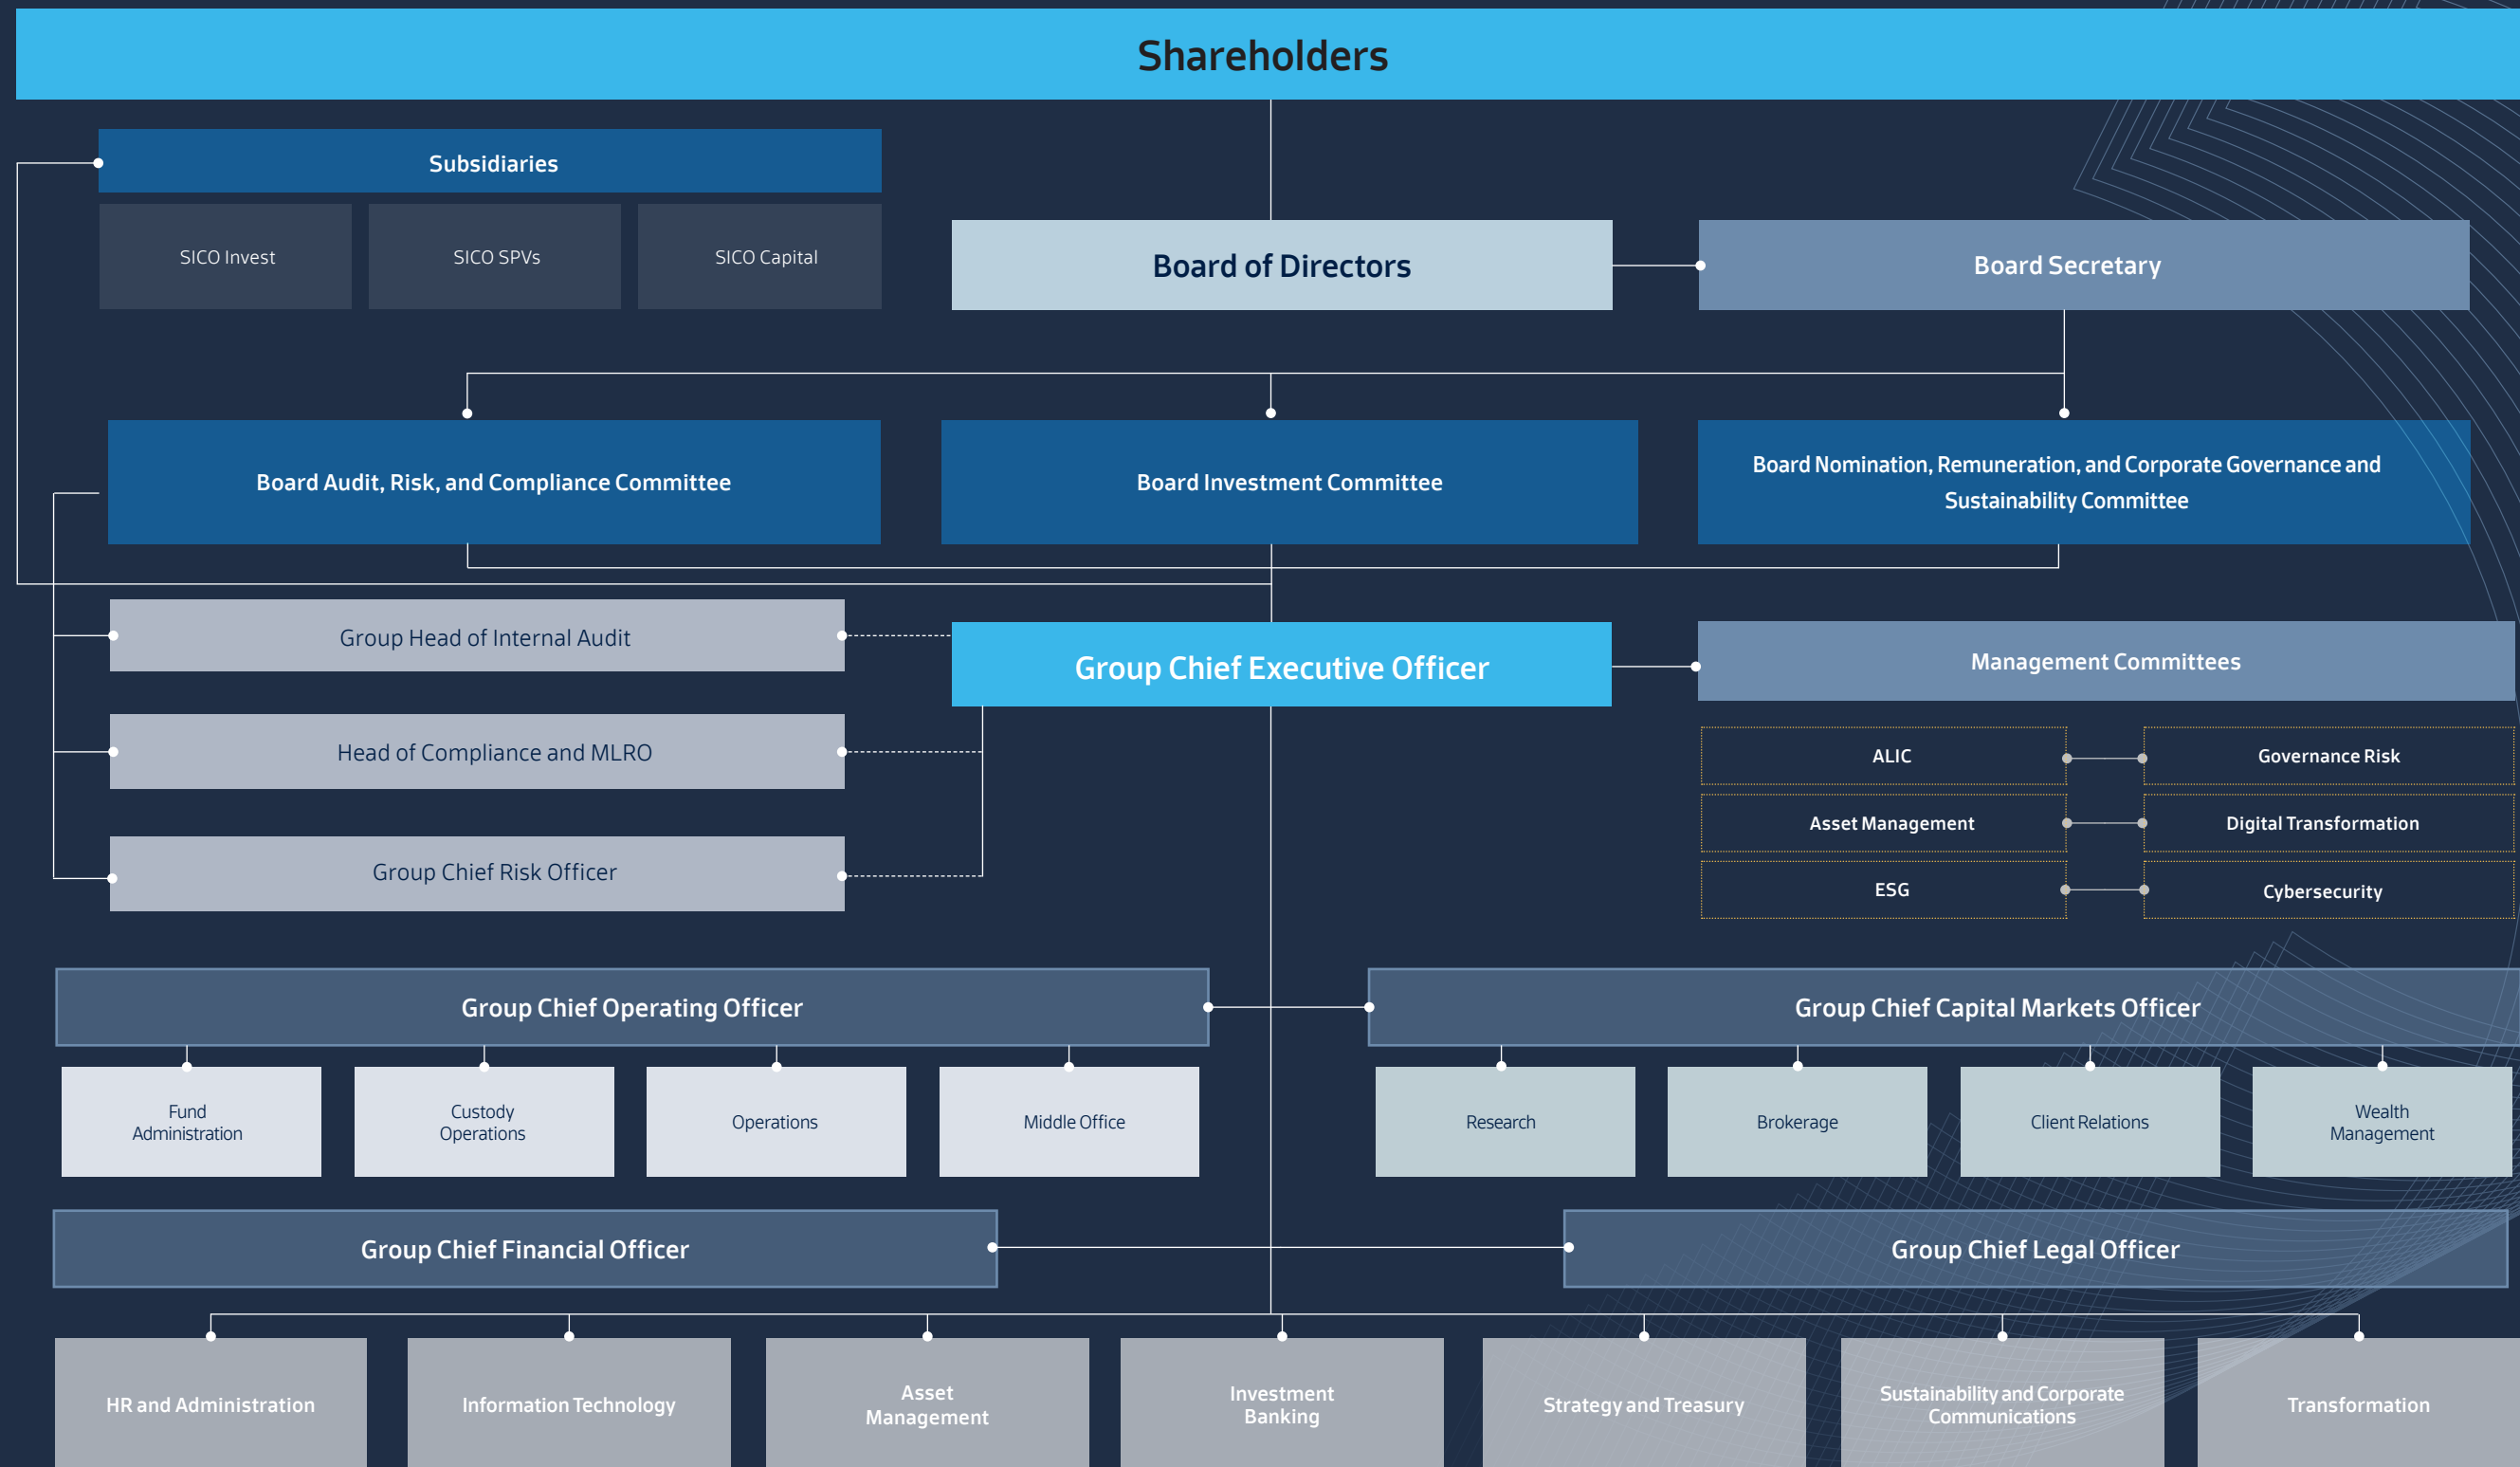 Shareholders
Subsidiaries
SICO Invest
SICO SPVs
SICO Capital
Board of Directors
Board Secretary
Board Audit, Risk, and Compliance Committee
Board Investment Committee
Board Nomination, Remuneration, and Corporate Governance and
Sustainability Committee
Group Head of Internal Audit
Group Chief Executive Officer
Management Committees
Head of Compliance and MLRO
Group Chief Risk Officer
ALIC
Governance Risk
Asset Management
Digital Transformation
ESG
Cybersecurity
Group Chief Operating Officer
Group Chief Capital Markets Officer
Fund
Administration
Custody
Operations
Operations
Middle Office
Research
Brokerage
Client Relations
Wealth
Management
Group Chief Financial Officer
Group Chief Legal Officer
HR and Administration
Information Technology
Asset
Management
Investment
Banking
Strategy and Treasury
Sustainability and Corporate
Communications
Transformation